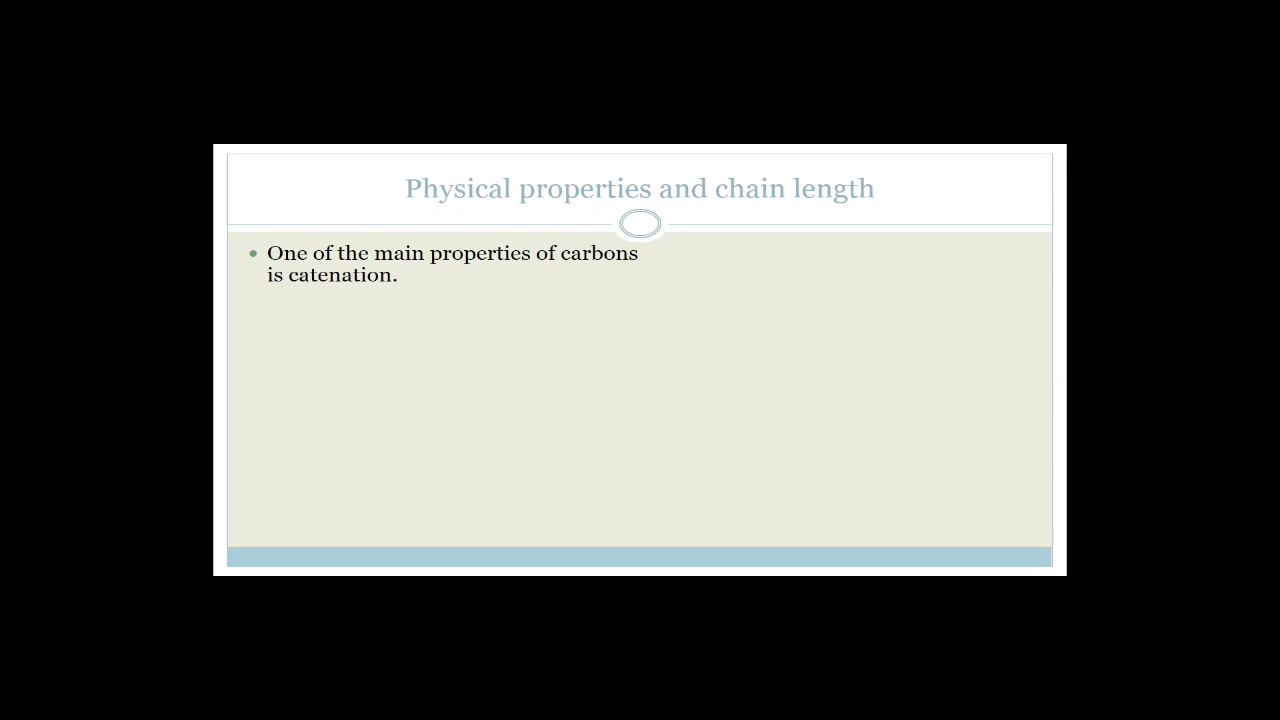 Physical properties and chain length
One of the main properties of carbons
is catenation.